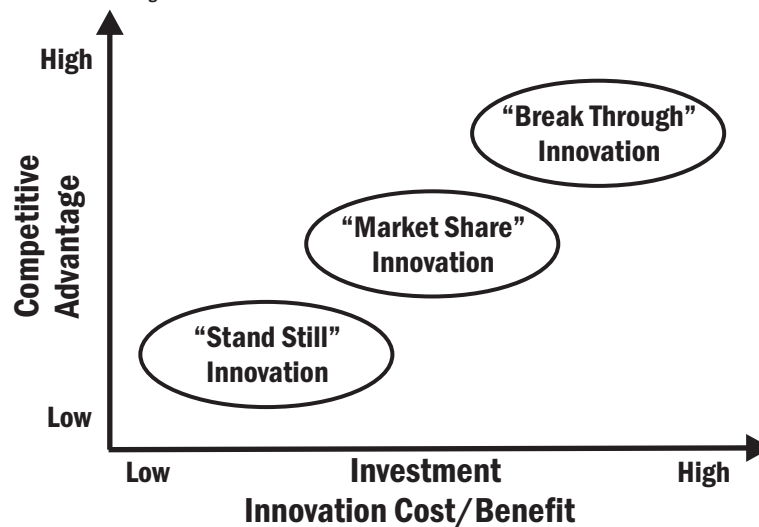 High
“Break Through”
Innovation
Competitive
Advantage
“Market Share”
Innovation
“Stand Still”
Innovation
Low
Low
Investment
High
Innovation Cost/Benefit